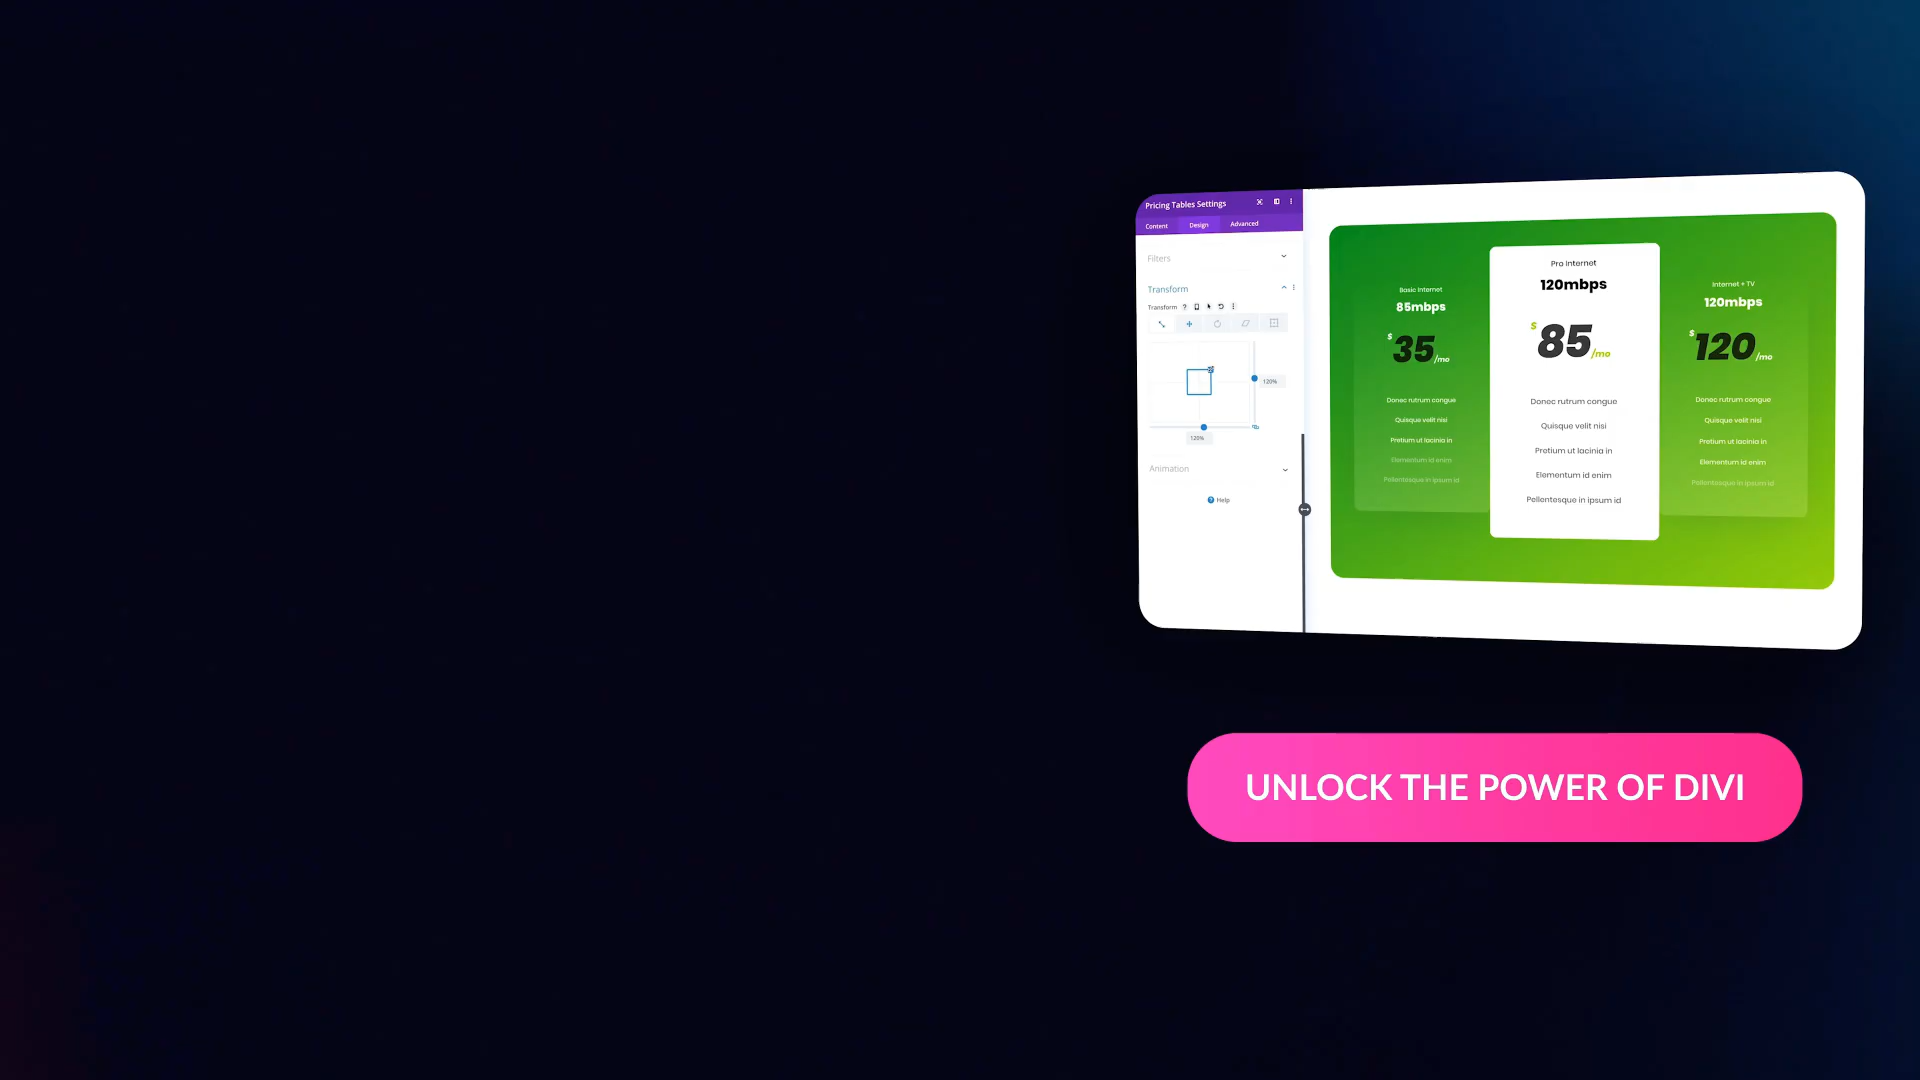 Pricing Tables Settings
Content Design Advanced
Filters
Transform
Transform ?
120%
120%
Animation
? Help
Basic Internet
85mbps
$35/mo
Donec rutrum congue
Quisque velit nisi
Pretium ut lacinia in
Elementum id enim
Pellentesque in ipsum id
Pro Internet
120mbps
$85/mo
Donec rutrum congue
Quisque velit nisi
Pretium ut lacinia in
Elementum id enim
Pellentesque in ipsum id
Internet + TV
120mbps
$120/mo
Donec rutrum congue
Quisque velit nisi
Pretium ut lacinia in
Elementum id enim
Pellentesque in ipsum id
UNLOCK THE POWER OF DIVI